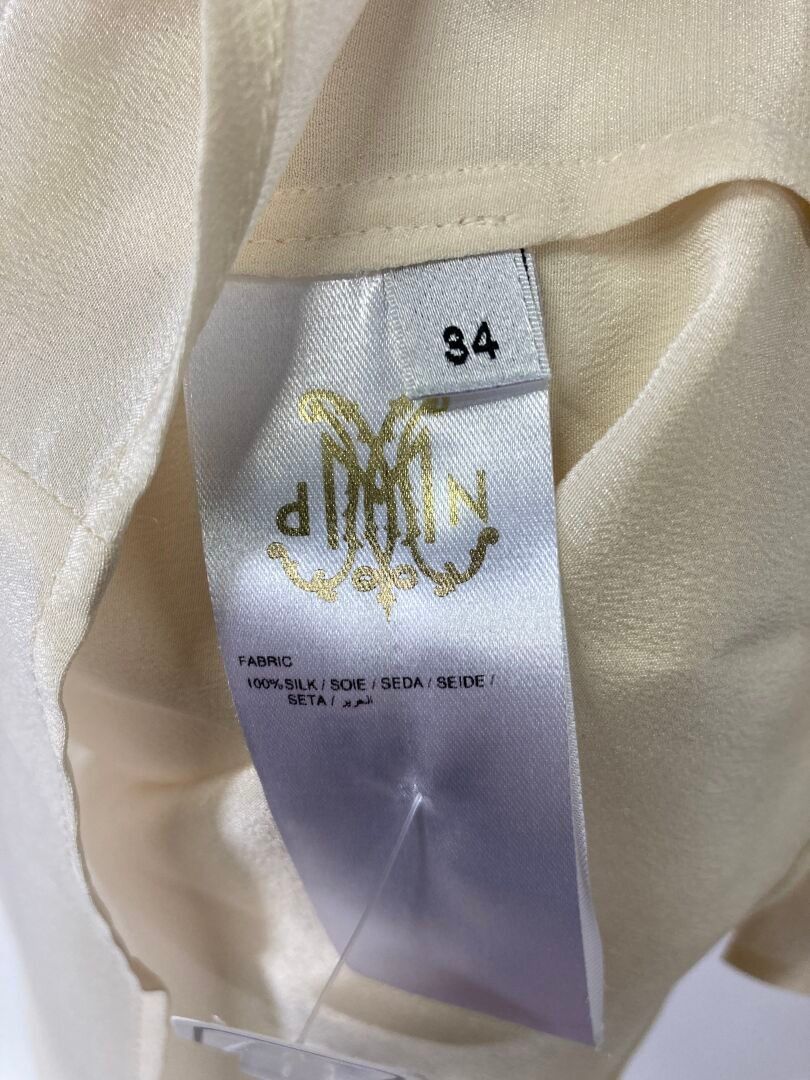 34
P N
FABRIC
100% SILK / SOIE / SEDA / SEIDE /
SETA / الحرير